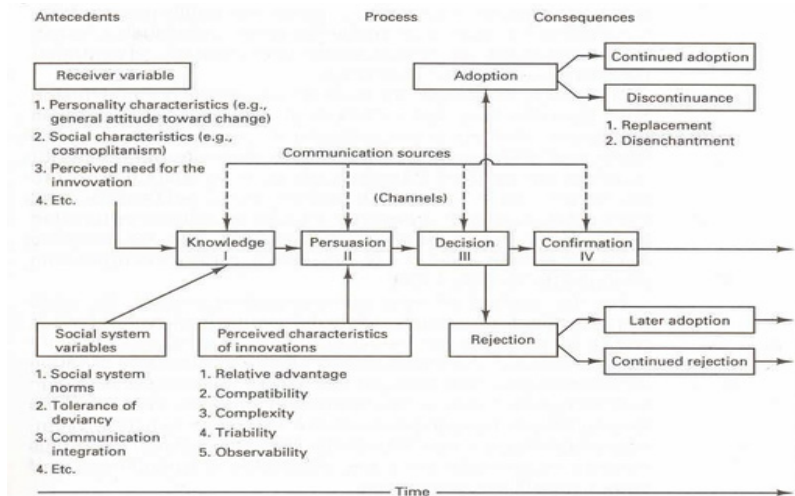 Antecedents
Process
Consequences
Receiver variable
Adoption
Continued adoption
Discontinuance
1. Personality characteristics (e.g.,
general attitude toward change)
2. Social characteristics (e.g.,
cosmoplitanism)
3. Perceived need for the
innvovation
4. Etc.
1. Replacement
2. Disenchantment
Communication sources
(Channels)
Knowledge
I
Persuasion
II
Decision
III
Confirmation
IV
Social system
variables
1. Social system
norms
2. Tolerance of
deviancy
3. Communication
integration
4. Etc.
Perceived characteristics
of innovations
1. Relative advantage
2. Compatibility
3. Complexity
4. Triability
5. Observability
Rejection
Later adoption
Continued rejection
Time